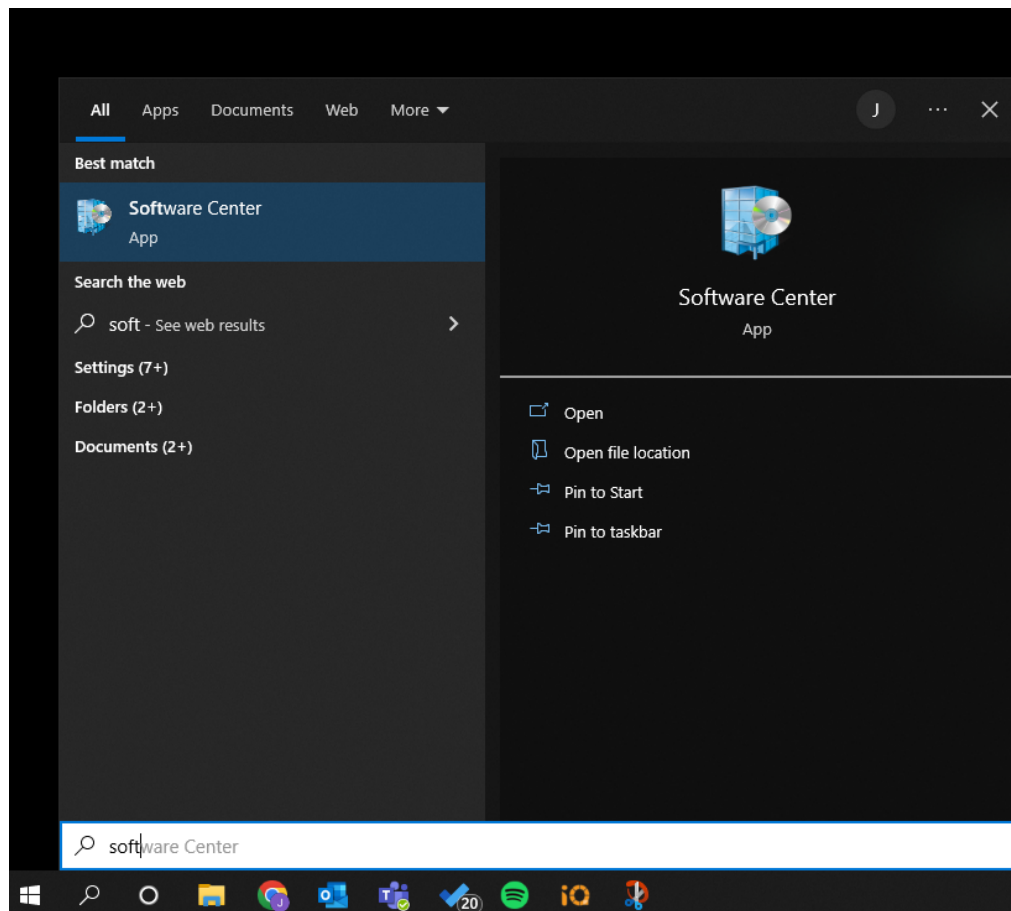 All Apps Documents Web More J ...
Best match
Software Center
App
Search the web
soft - See web results
Settings (7+)
Folders (2+)
Documents (2+)
Software Center
App
Open
Open file location
Pin to Start
Pin to taskbar
software Center
J 20 iQ